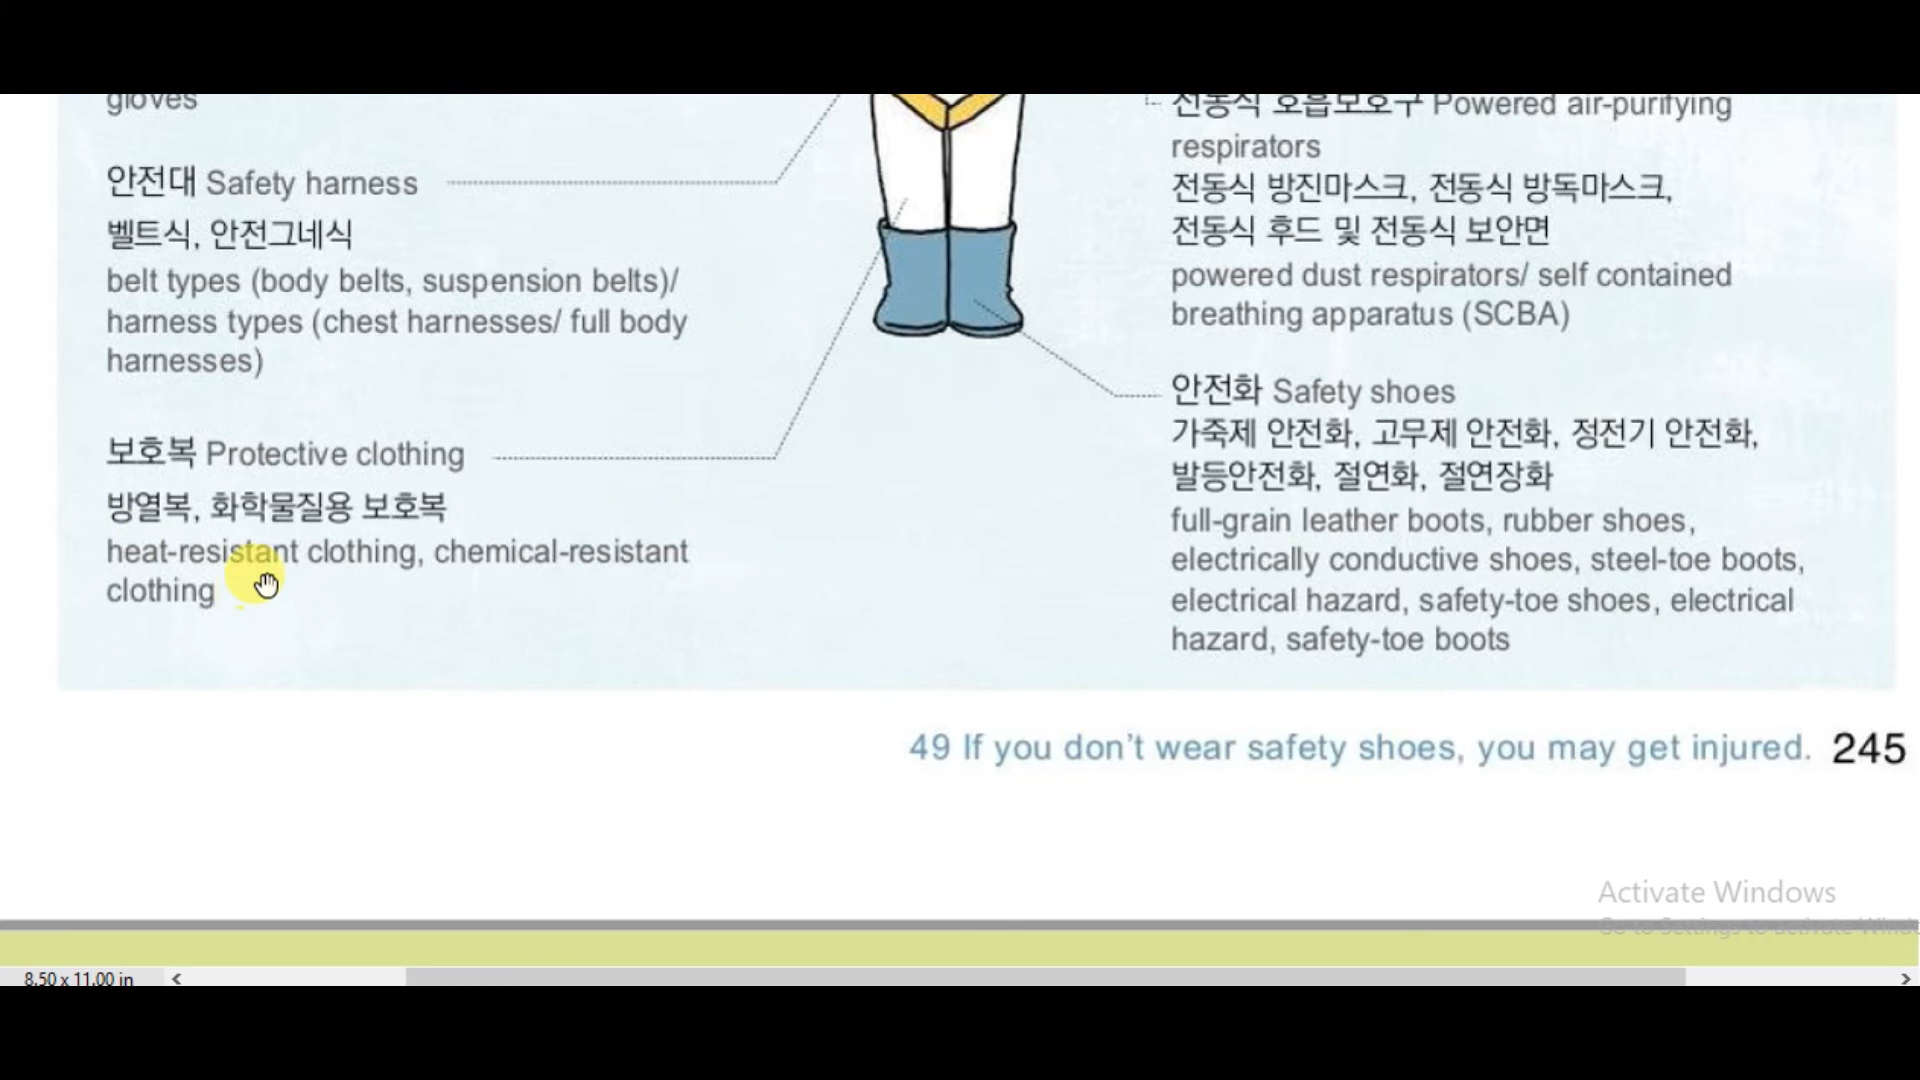 gloves
안전대 Safety harness
벨트식, 안전그네식
belt types (body belts, suspension belts)/
harness types (chest harnesses/ full body
harnesses)
보호복 Protective clothing
방열복, 화학물질용 보호복
heat-resistant clothing, chemical-resistant
clothing
전동식 호흡보호구 Powered air-purifying
respirators
전동식 방진마스크, 전동식 방독마스크,
전동식 후드 및 전동식 보안면
powered dust respirators/ self contained
breathing apparatus (SCBA)
안전화 Safety shoes
가죽제 안전화, 고무제 안전화, 정전기 안전화,
발등안전화, 절연화, 절연장화
full-grain leather boots, rubber shoes,
electrically conductive shoes, steel-toe boots,
electrical hazard, safety-toe shoes, electrical
hazard, safety-toe boots
49 If you don’t wear safety shoes, you may get injured. 245
Activate Windows
Go to Settings to activate
8.50 x 11.00 in